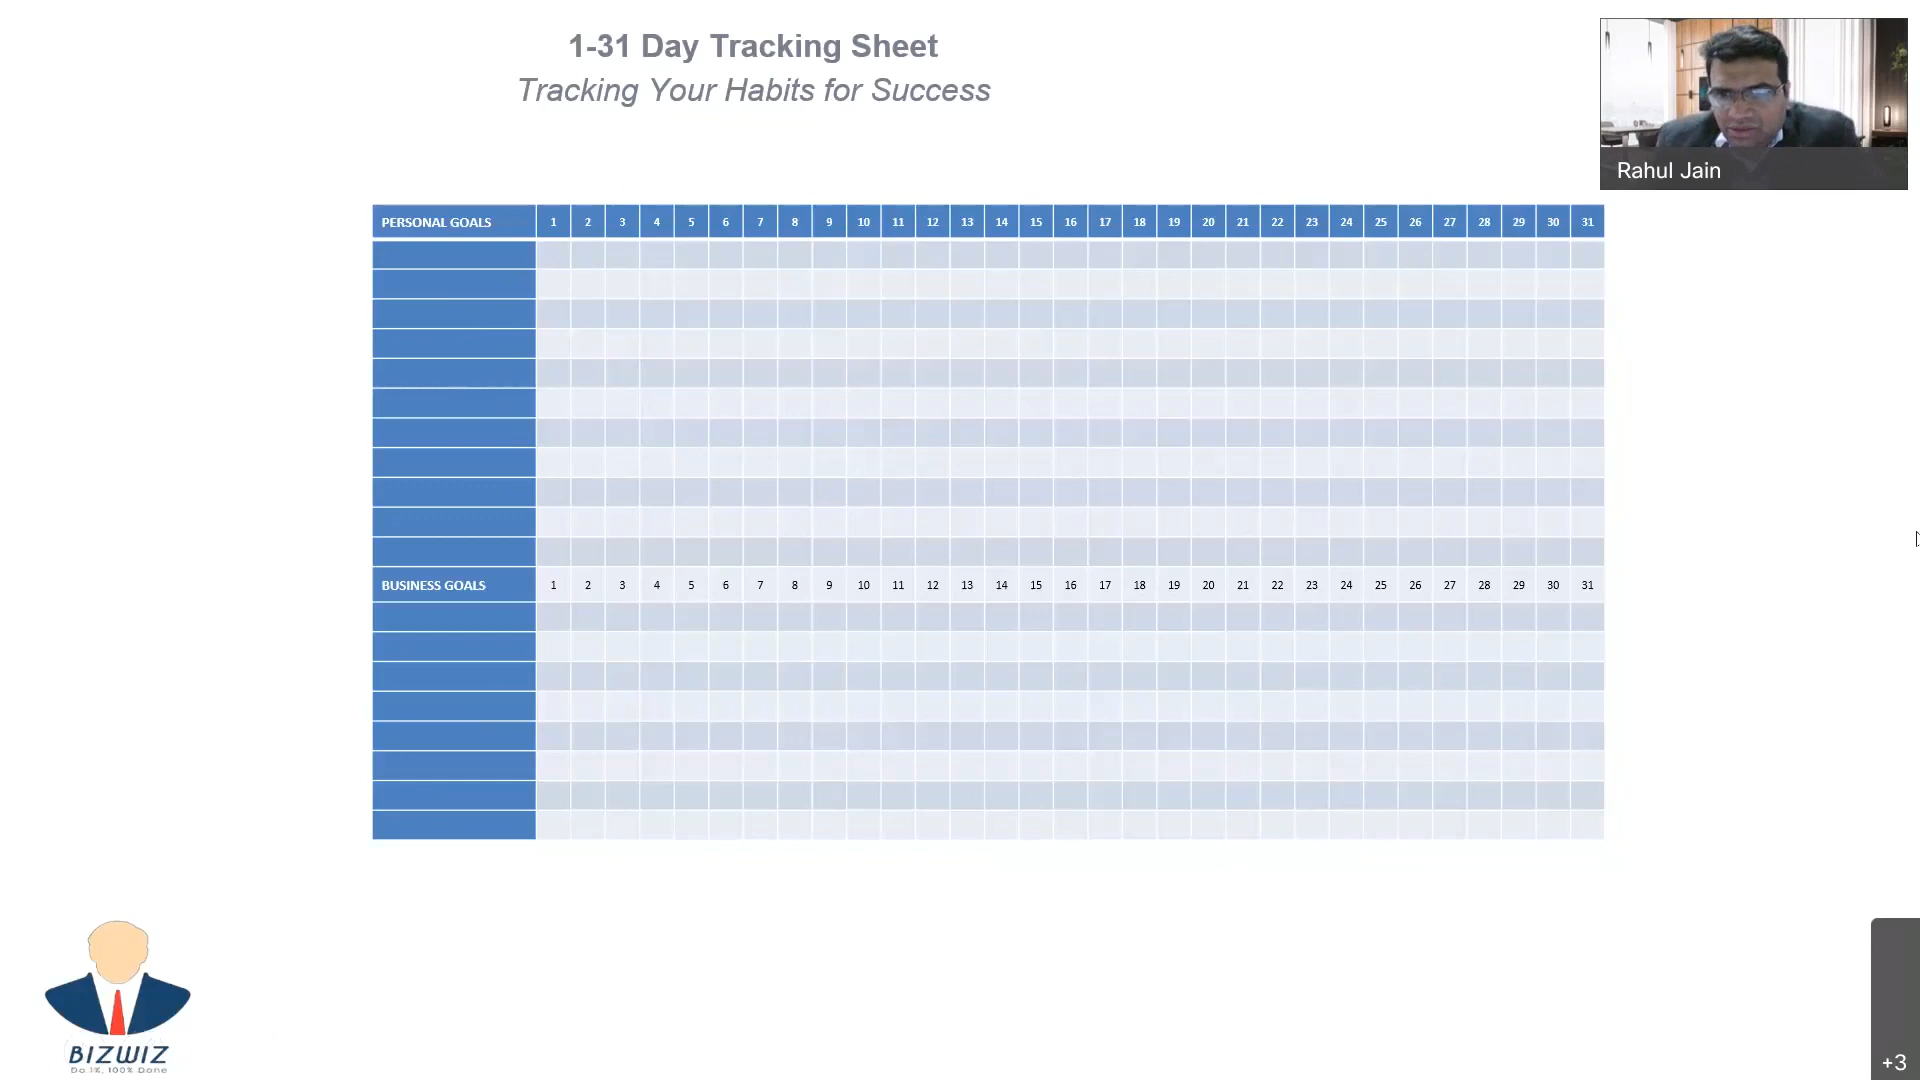 1-31 Day Tracking Sheet
Tracking Your Habits for Success
Rahul Jain
PERSONAL GOALS 1 2 3 4 5 6 7 8 9 10 11 12 13 14 15 16 17 18 19 20 21 22 23 24 25 26 27 28 29 30 31
BUSINESS GOALS 1 2 3 4 5 6 7 8 9 10 11 12 13 14 15 16 17 18 19 20 21 22 23 24 25 26 27 28 29 30 31
BIZWIZ
Do 1%, 100% Done
+3